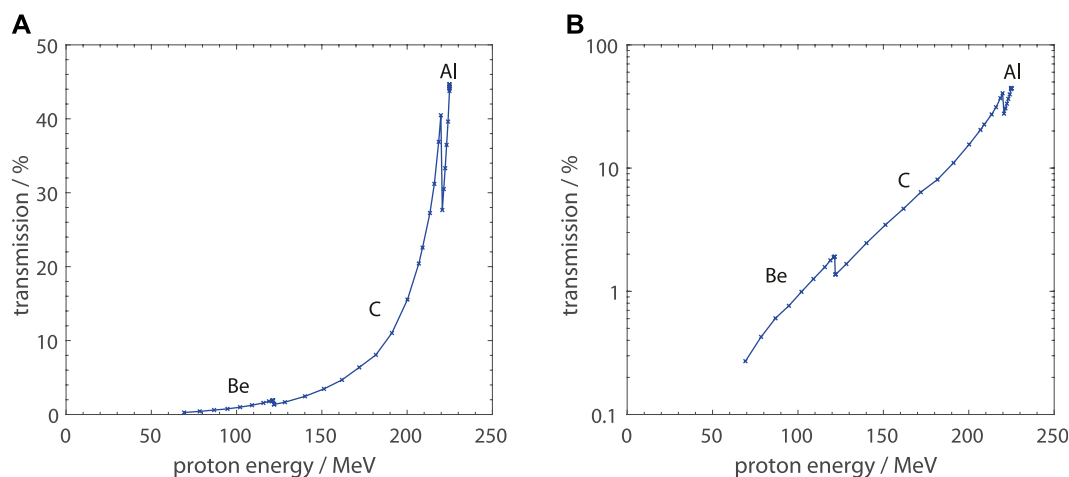 A
50
40
30
20
10
0
transmission / %
Al
C
Be
0 50 100 150 200 250
proton energy / MeV
B
100
10
1
0.1
transmission / %
Al
C
Be
0 50 100 150 200 250
proton energy / MeV